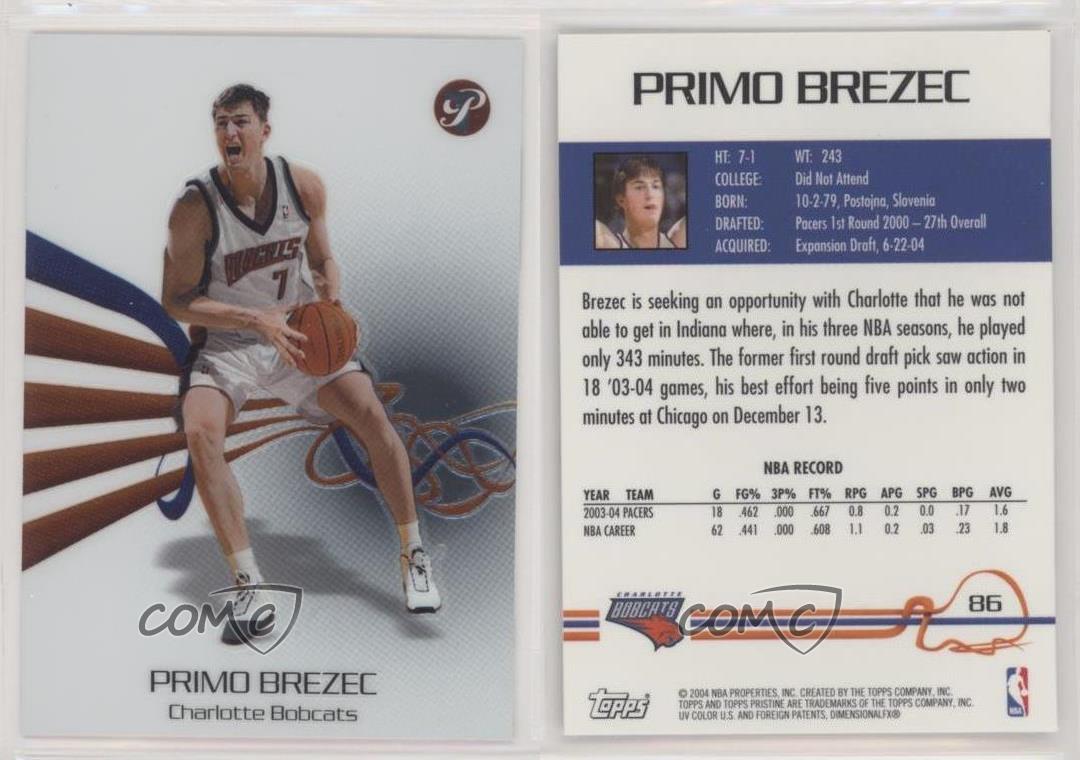 P
BOBCATS
7
COMC
PRIMO BREZEC
Charlotte Bobcats
PRIMO BREZEC
HT: 7-1 WT: 243
COLLEGE: Did Not Attend
BORN: 10-2-79, Postojna, Slovenia
DRAFTED: Pacers 1st Round 2000 – 27th Overall
ACQUIRED: Expansion Draft, 6-22-04
Brezec is seeking an opportunity with Charlotte that he was not
able to get in Indiana where, in his three NBA seasons, he played
only 343 minutes. The former first round draft pick saw action in
18 '03-04 games, his best effort being five points in only two
minutes at Chicago on December 13.
NBA RECORD
YEAR TEAM G FG% 3P% FT% RPG APG SPG BPG AVG
2003-04 PACERS 18 .462 .000 .667 0.8 0.2 0.0 .17 1.6
NBA CAREER 62 .441 .000 .608 1.1 0.2 .03 .23 1.8
CHARLOTTE
BOBCATS
COMC
86
Topps
© 2004 NBA PROPERTIES, INC. CREATED BY THE TOPPS COMPANY, INC.
TOPPS AND TOPPS PRISTINE ARE TRADEMARKS OF THE TOPPS COMPANY, INC.
UV COLOR U.S. AND FOREIGN PATENTS, DIMENSIONALFX®
NBA